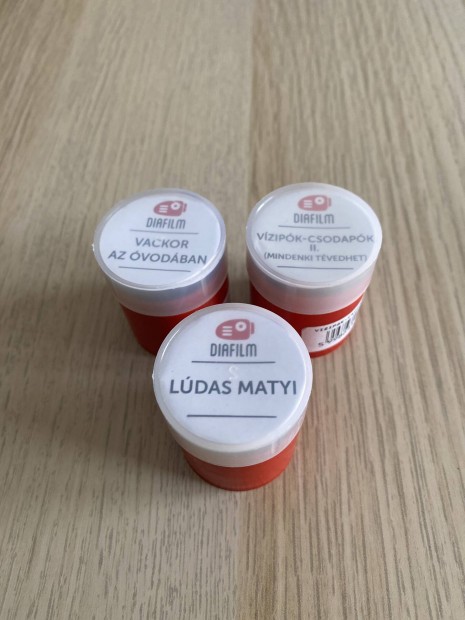 DIAFILM
VACKOR
AZ ÓVODÁBAN
DIAFILM
VÍZIPÓK-CSODAPÓK
II.
(MINDENKI TÉVEDHET)
DIAFILM
LÚDAS MATYI